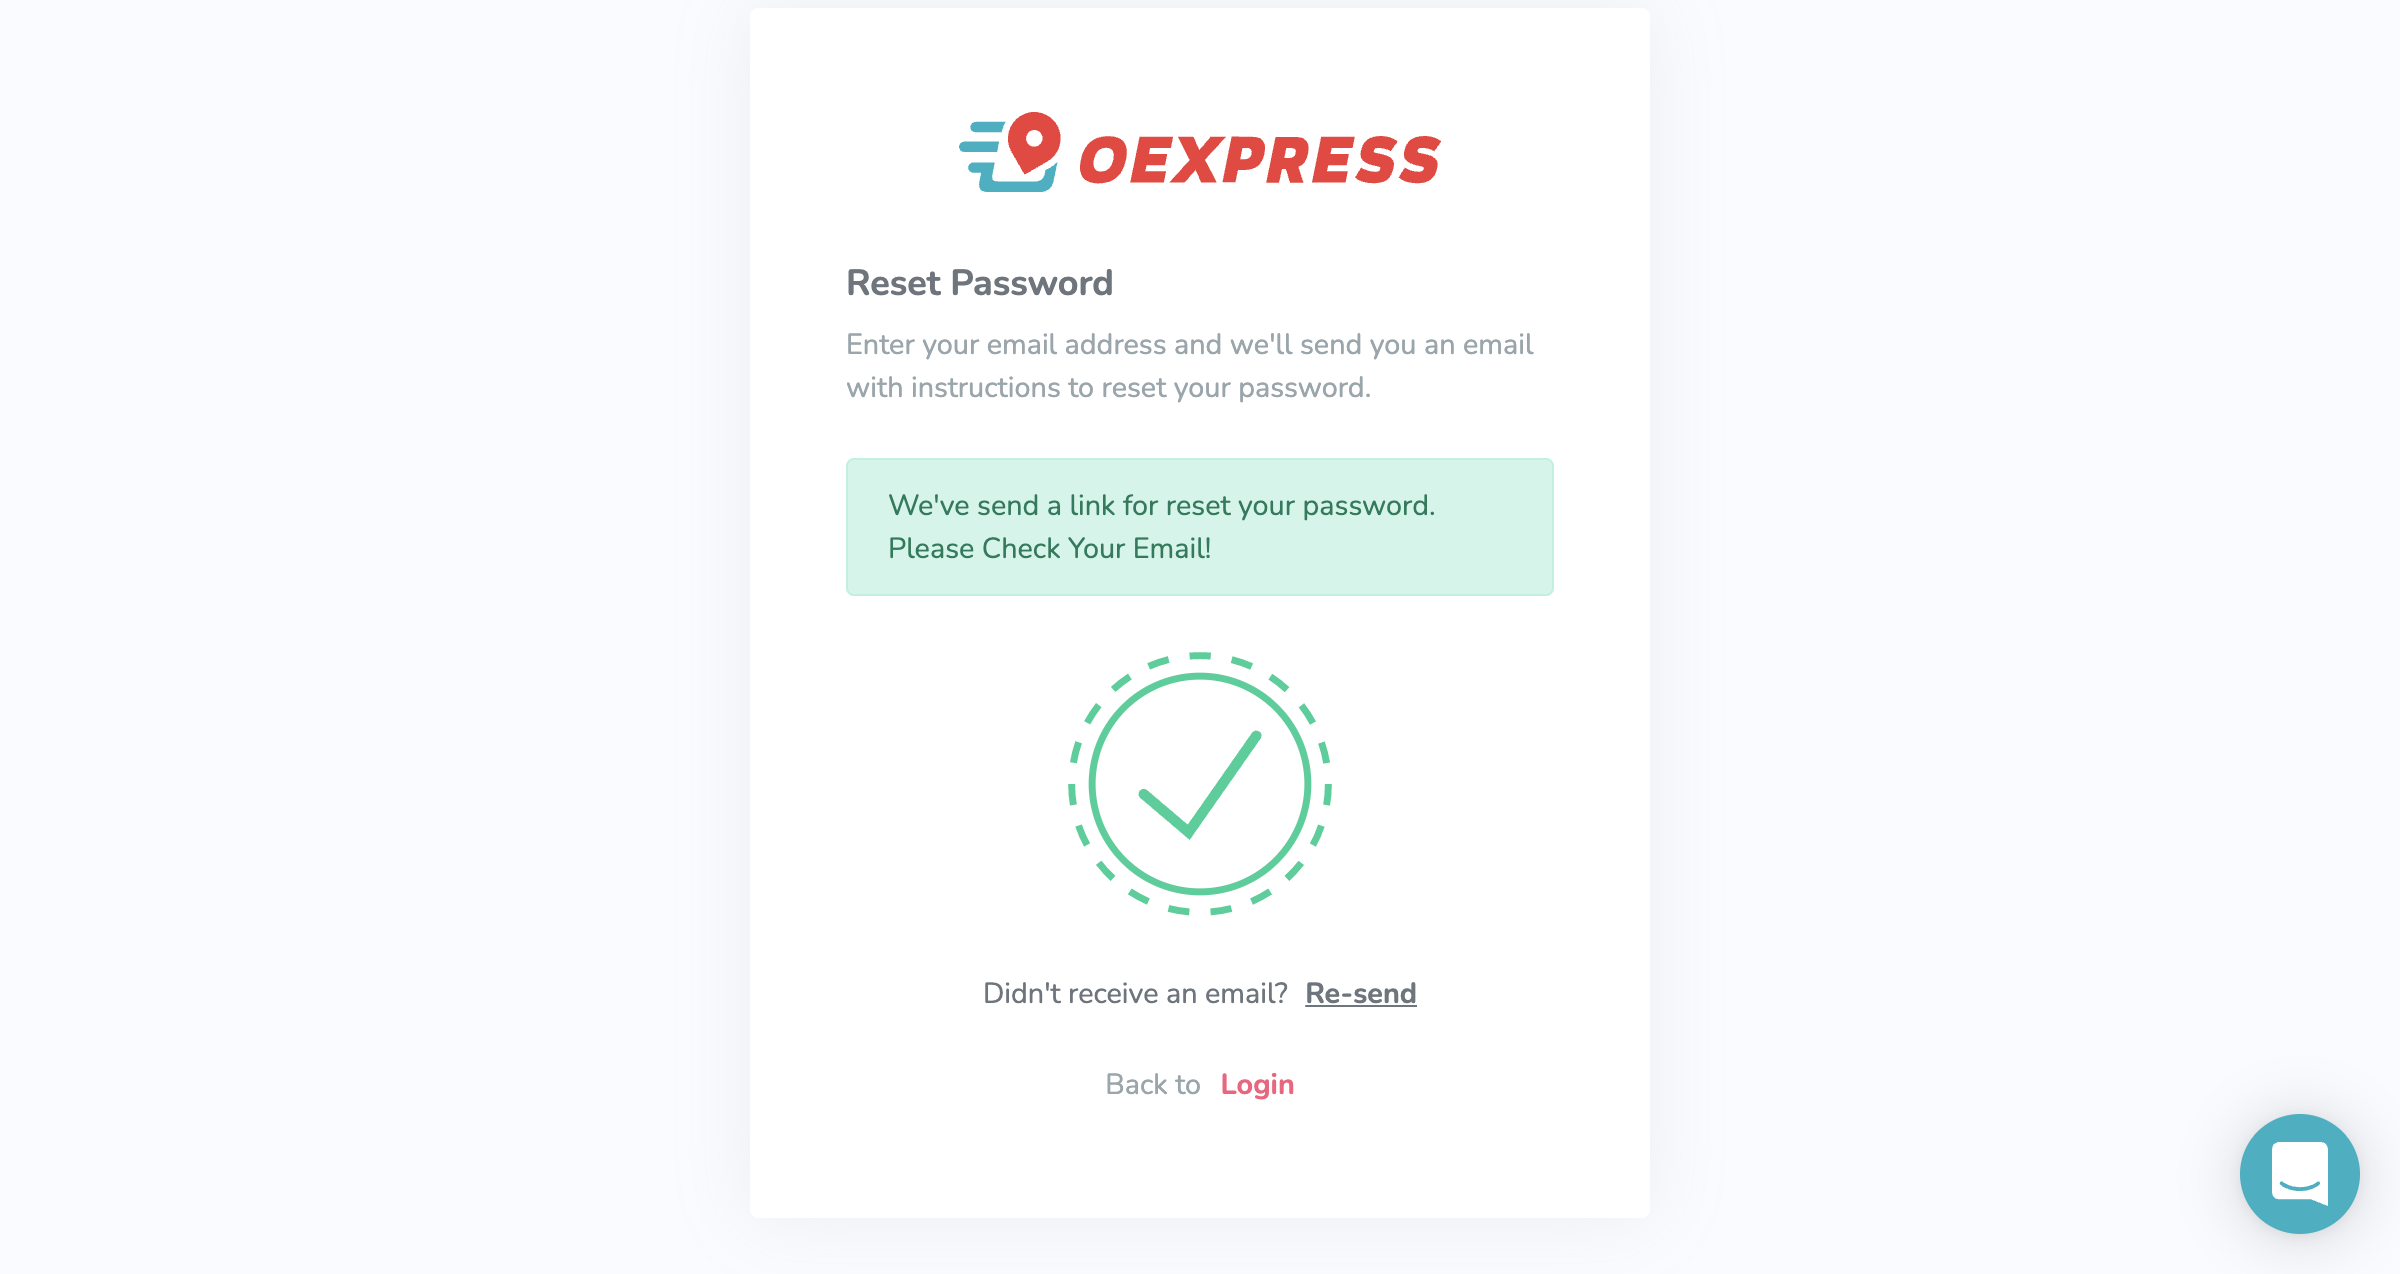 OEXPRESS
Reset Password
Enter your email address and we'll send you an email
with instructions to reset your password.
We've send a link for reset your password.
Please Check Your Email!
Didn't receive an email? Re-send
Back to Login